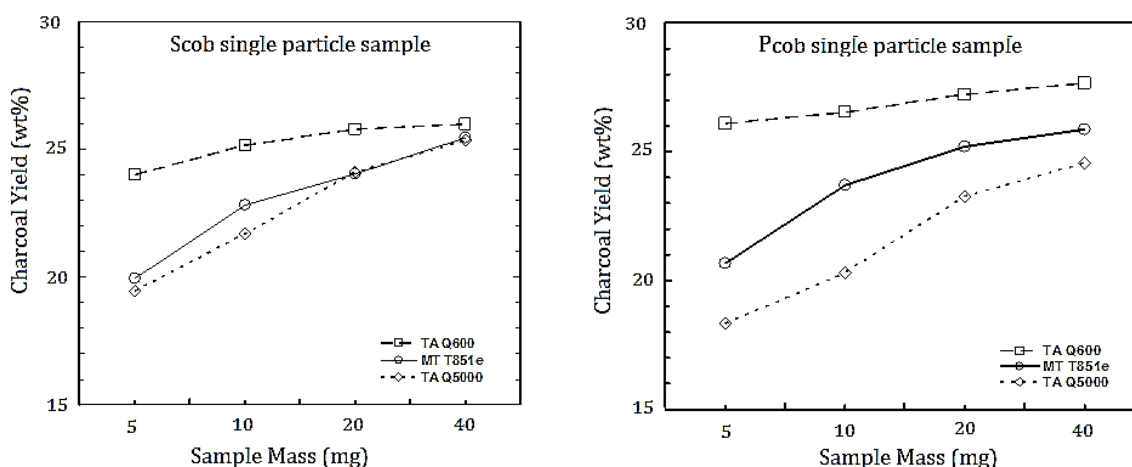 Scob single particle sample
30
25
20
15
Charcoal Yield (wt%)
TA Q600
MT T851e
TA Q5000
5 10 20 40
Sample Mass (mg)
Pcob single particle sample
30
25
20
15
Charcoal Yield (wt%)
TA Q600
MT T851e
TA Q5000
5 10 20 40
Sample Mass (mg)